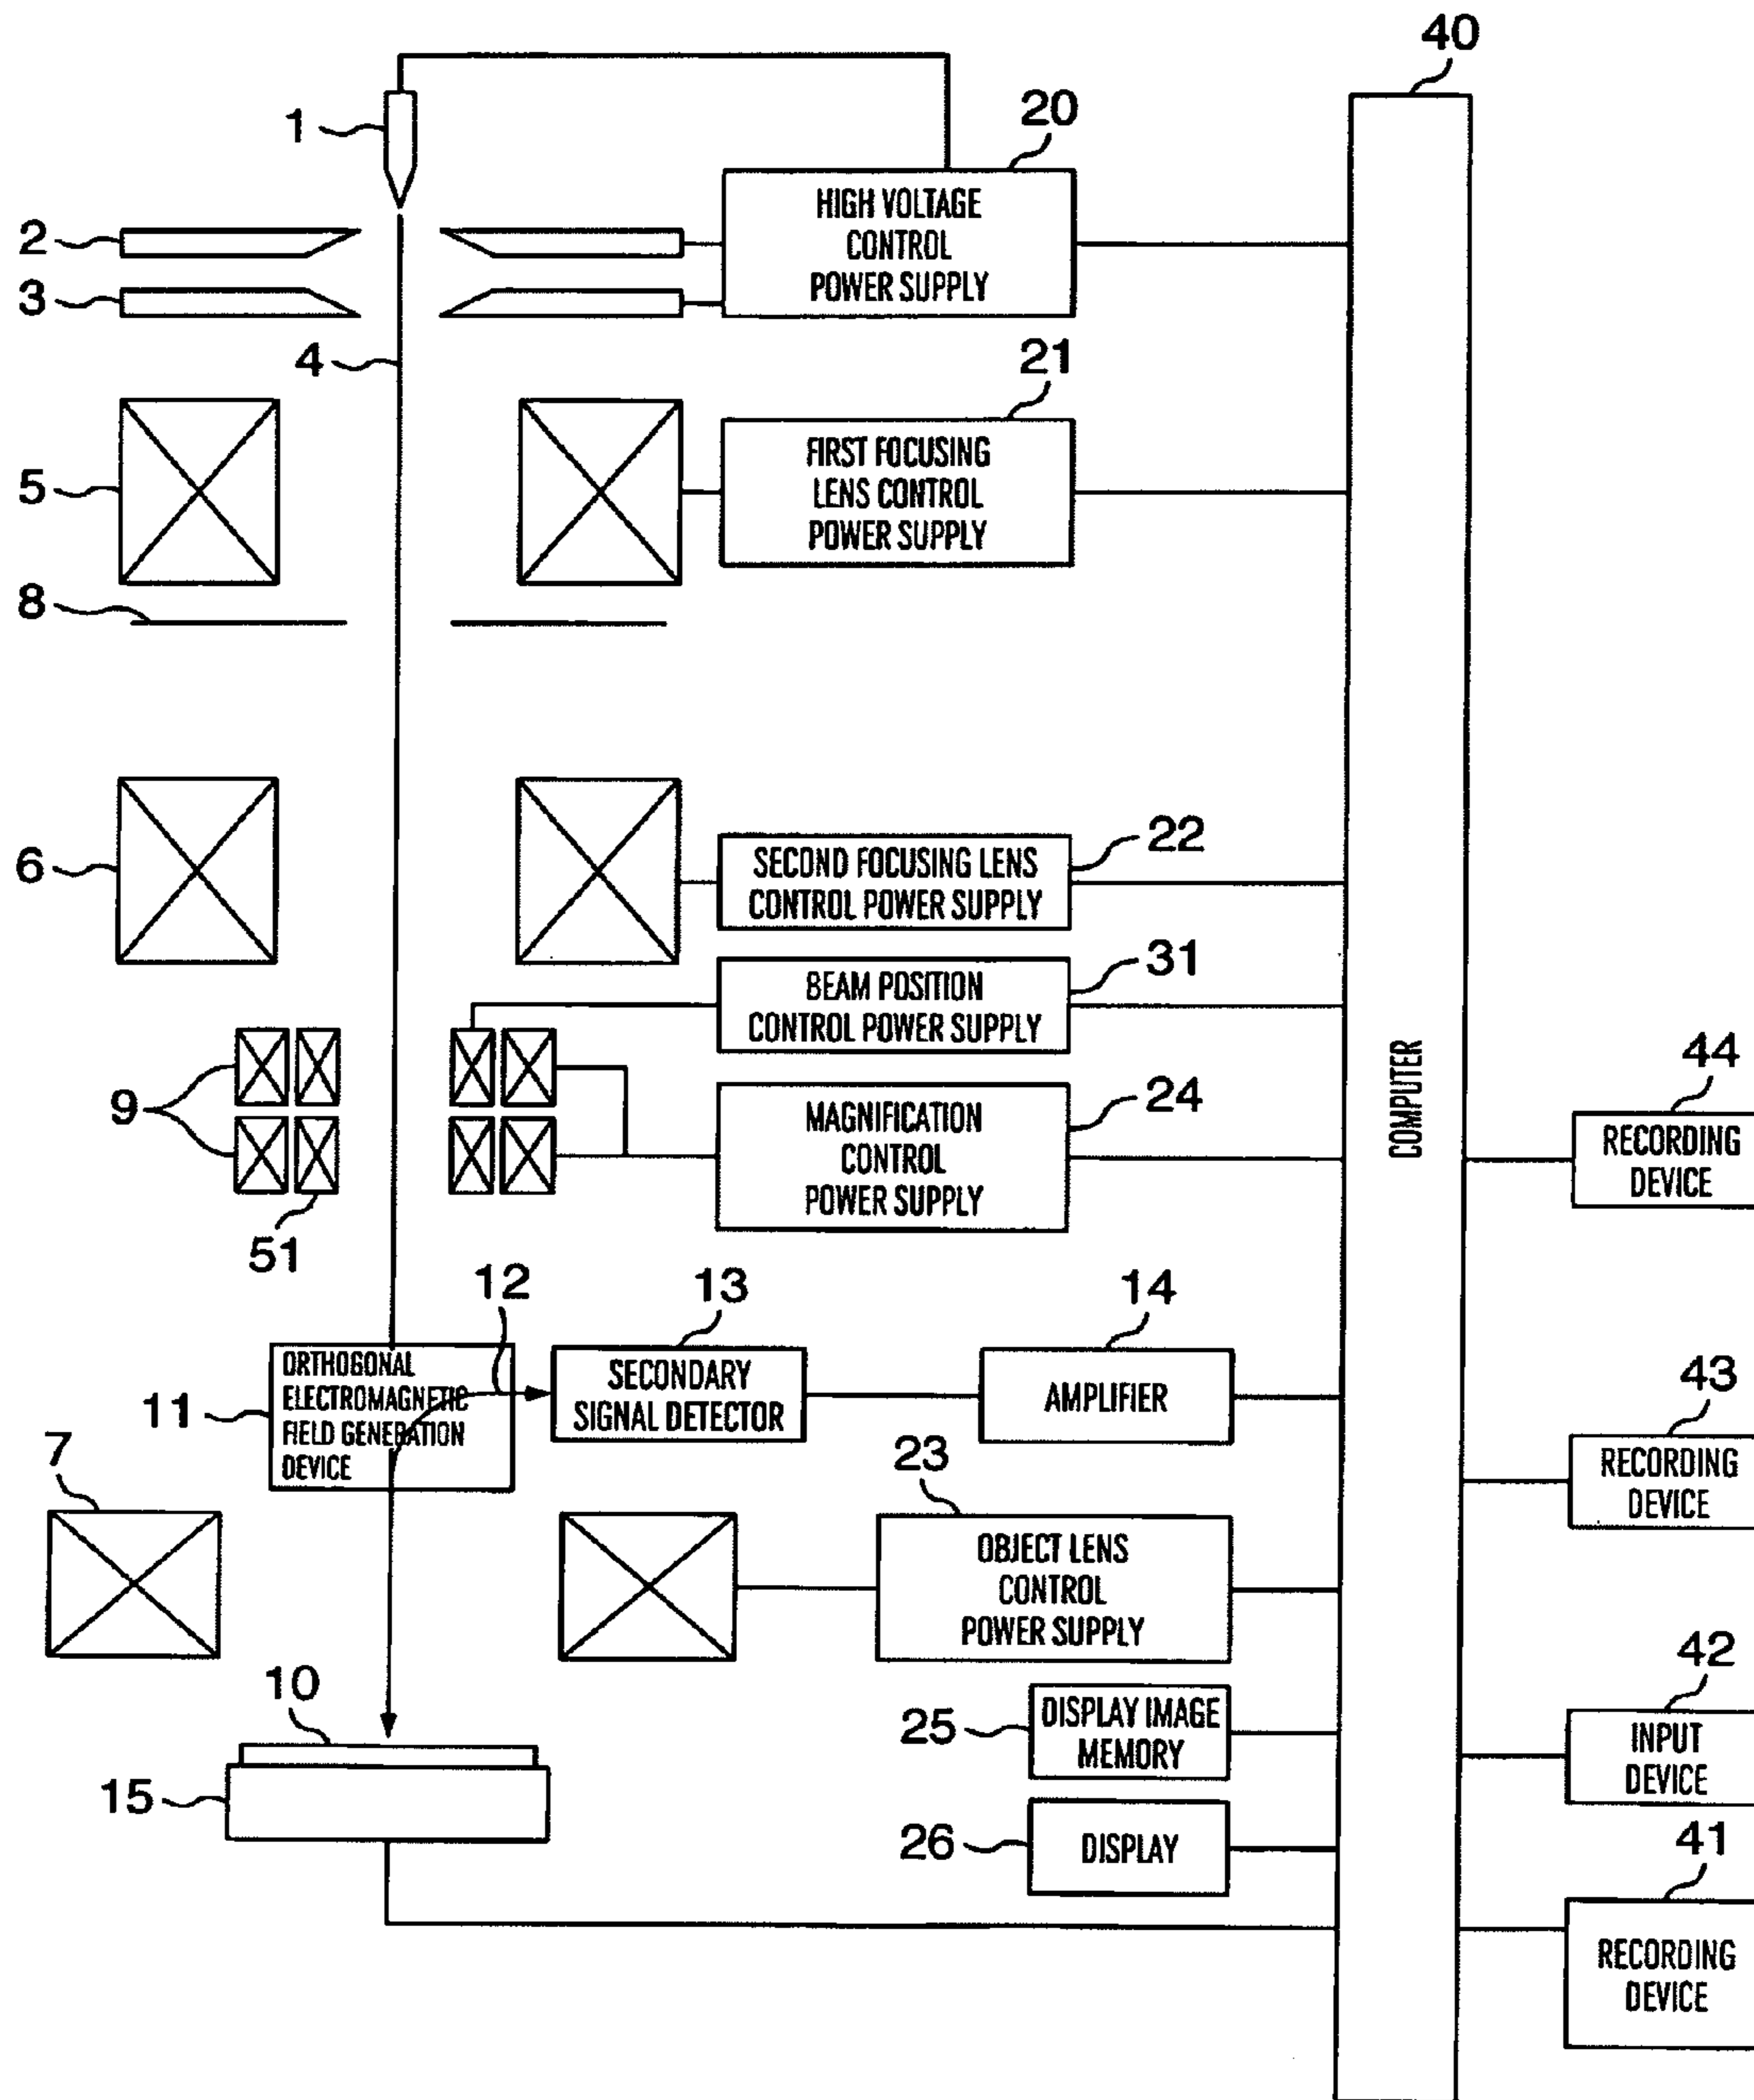 40
1
20
HIGH VOLTAGE
CONTROL
POWER SUPPLY
2
3
4
21
FIRST FOCUSING
LENS CONTROL
POWER SUPPLY
5
8
6
22
SECOND FOCUSING LENS
CONTROL POWER SUPPLY
31
BEAM POSITION
CONTROL POWER SUPPLY
COMPUTER
9
24
MAGNIFICATION
CONTROL
POWER SUPPLY
44
RECORDING
DEVICE
51
12
13
14
ORTHOGONAL
ELECTROMAGNETIC
FIELD GENERATION
DEVICE
11
SECONDARY
SIGNAL DETECTOR
AMPLIFIER
43
RECORDING
DEVICE
7
23
OBJECT LENS
CONTROL
POWER SUPPLY
10
15
25
DISPLAY IMAGE
MEMORY
42
INPUT
DEVICE
26
DISPLAY
41
RECORDING
DEVICE